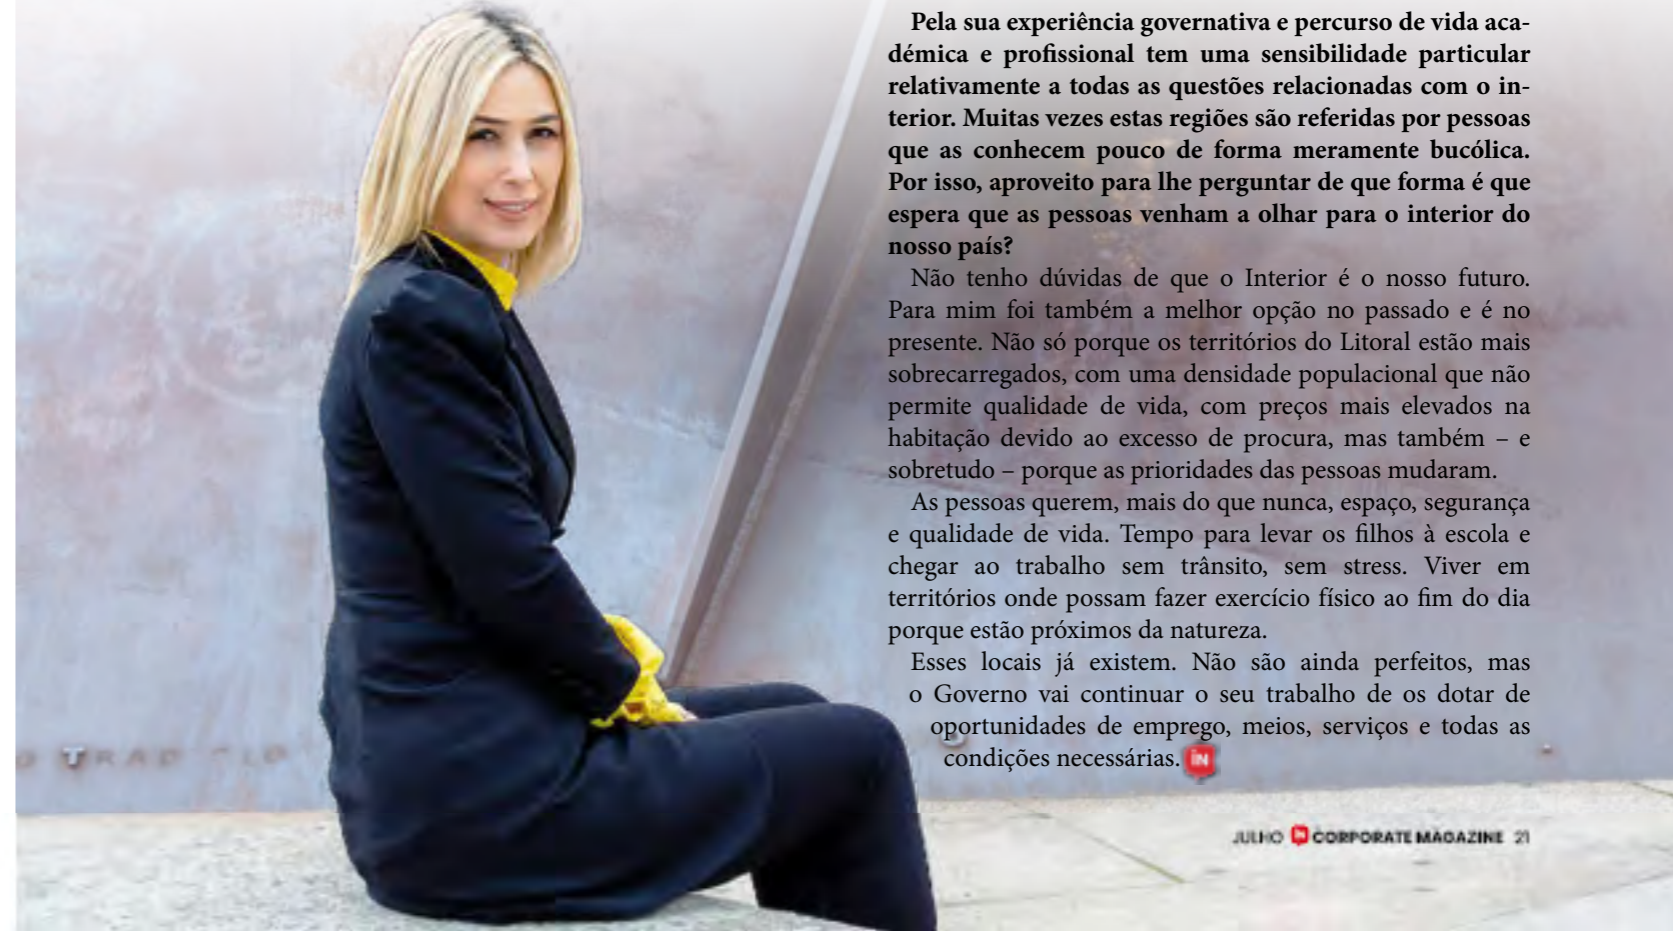 Pela sua experiência governativa e percurso de vida aca-
démica e profissional tem uma sensibilidade particular
relativamente a todas as questões relacionadas com o in-
terior. Muitas vezes estas regiões são referidas por pessoas
que as conhecem pouco de forma meramente bucólica.
Por isso, aproveito para lhe perguntar de que forma é que
espera que as pessoas venham a olhar para o interior do
nosso país?
Não tenho dúvidas de que o Interior é o nosso futuro.
Para mim foi também a melhor opção no passado e é no
presente. Não só porque os territórios do Litoral estão mais
sobrecarregados, com uma densidade populacional que não
permite qualidade de vida, com preços mais elevados na
habitação devido ao excesso de procura, mas também – e
sobretudo – porque as prioridades das pessoas mudaram.
As pessoas querem, mais do que nunca, espaço, segurança
e qualidade de vida. Tempo para levar os filhos à escola e
chegar ao trabalho sem trânsito, sem stress. Viver em
territórios onde possam fazer exercício físico ao fim do dia
porque estão próximos da natureza.
Esses locais já existem. Não são ainda perfeitos, mas
o Governo vai continuar o seu trabalho de os dotar de
oportunidades de emprego, meios, serviços e todas as
condições necessárias. iN
JULHO iN CORPORATE MAGAZINE 21